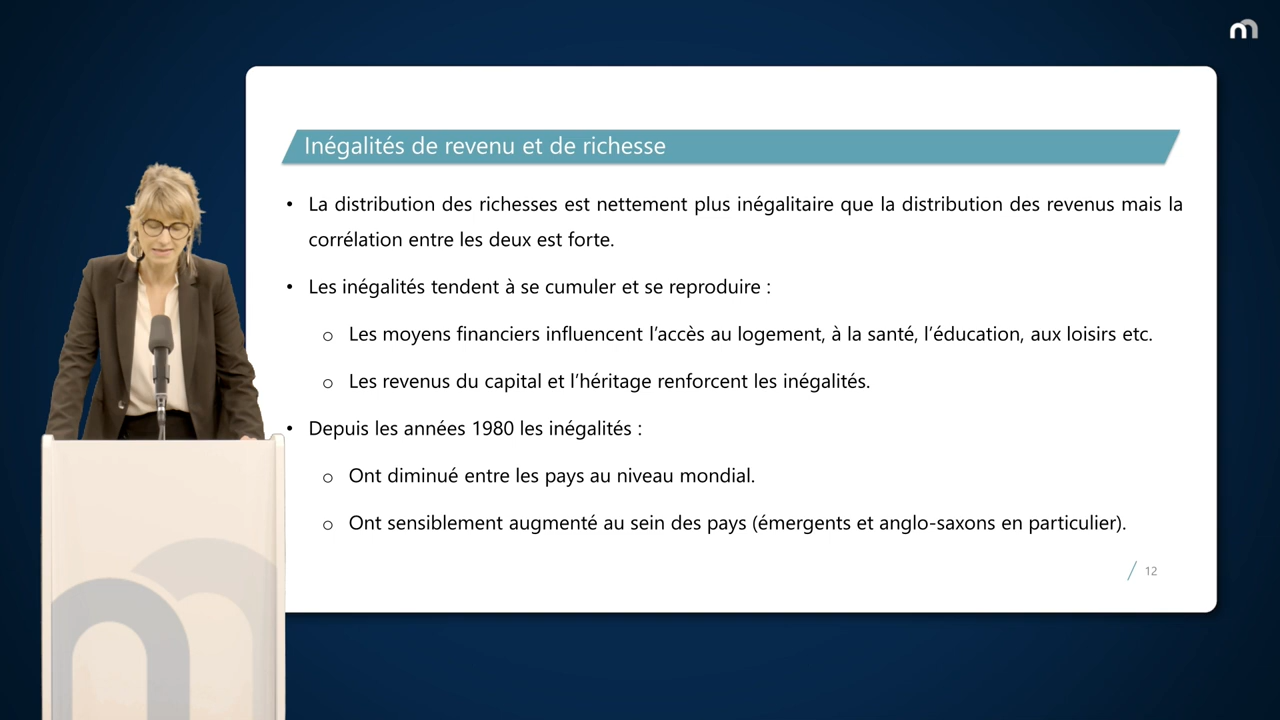 Inégalités de revenu et de richesse
• La distribution des richesses est nettement plus inégalitaire que la distribution des revenus mais la
corrélation entre les deux est forte.
• Les inégalités tendent à se cumuler et se reproduire :
o Les moyens financiers influencent l’accès au logement, à la santé, l’éducation, aux loisirs etc.
o Les revenus du capital et l’héritage renforcent les inégalités.
• Depuis les années 1980 les inégalités :
o Ont diminué entre les pays au niveau mondial.
o Ont sensiblement augmenté au sein des pays (émergents et anglo-saxons en particulier).
12